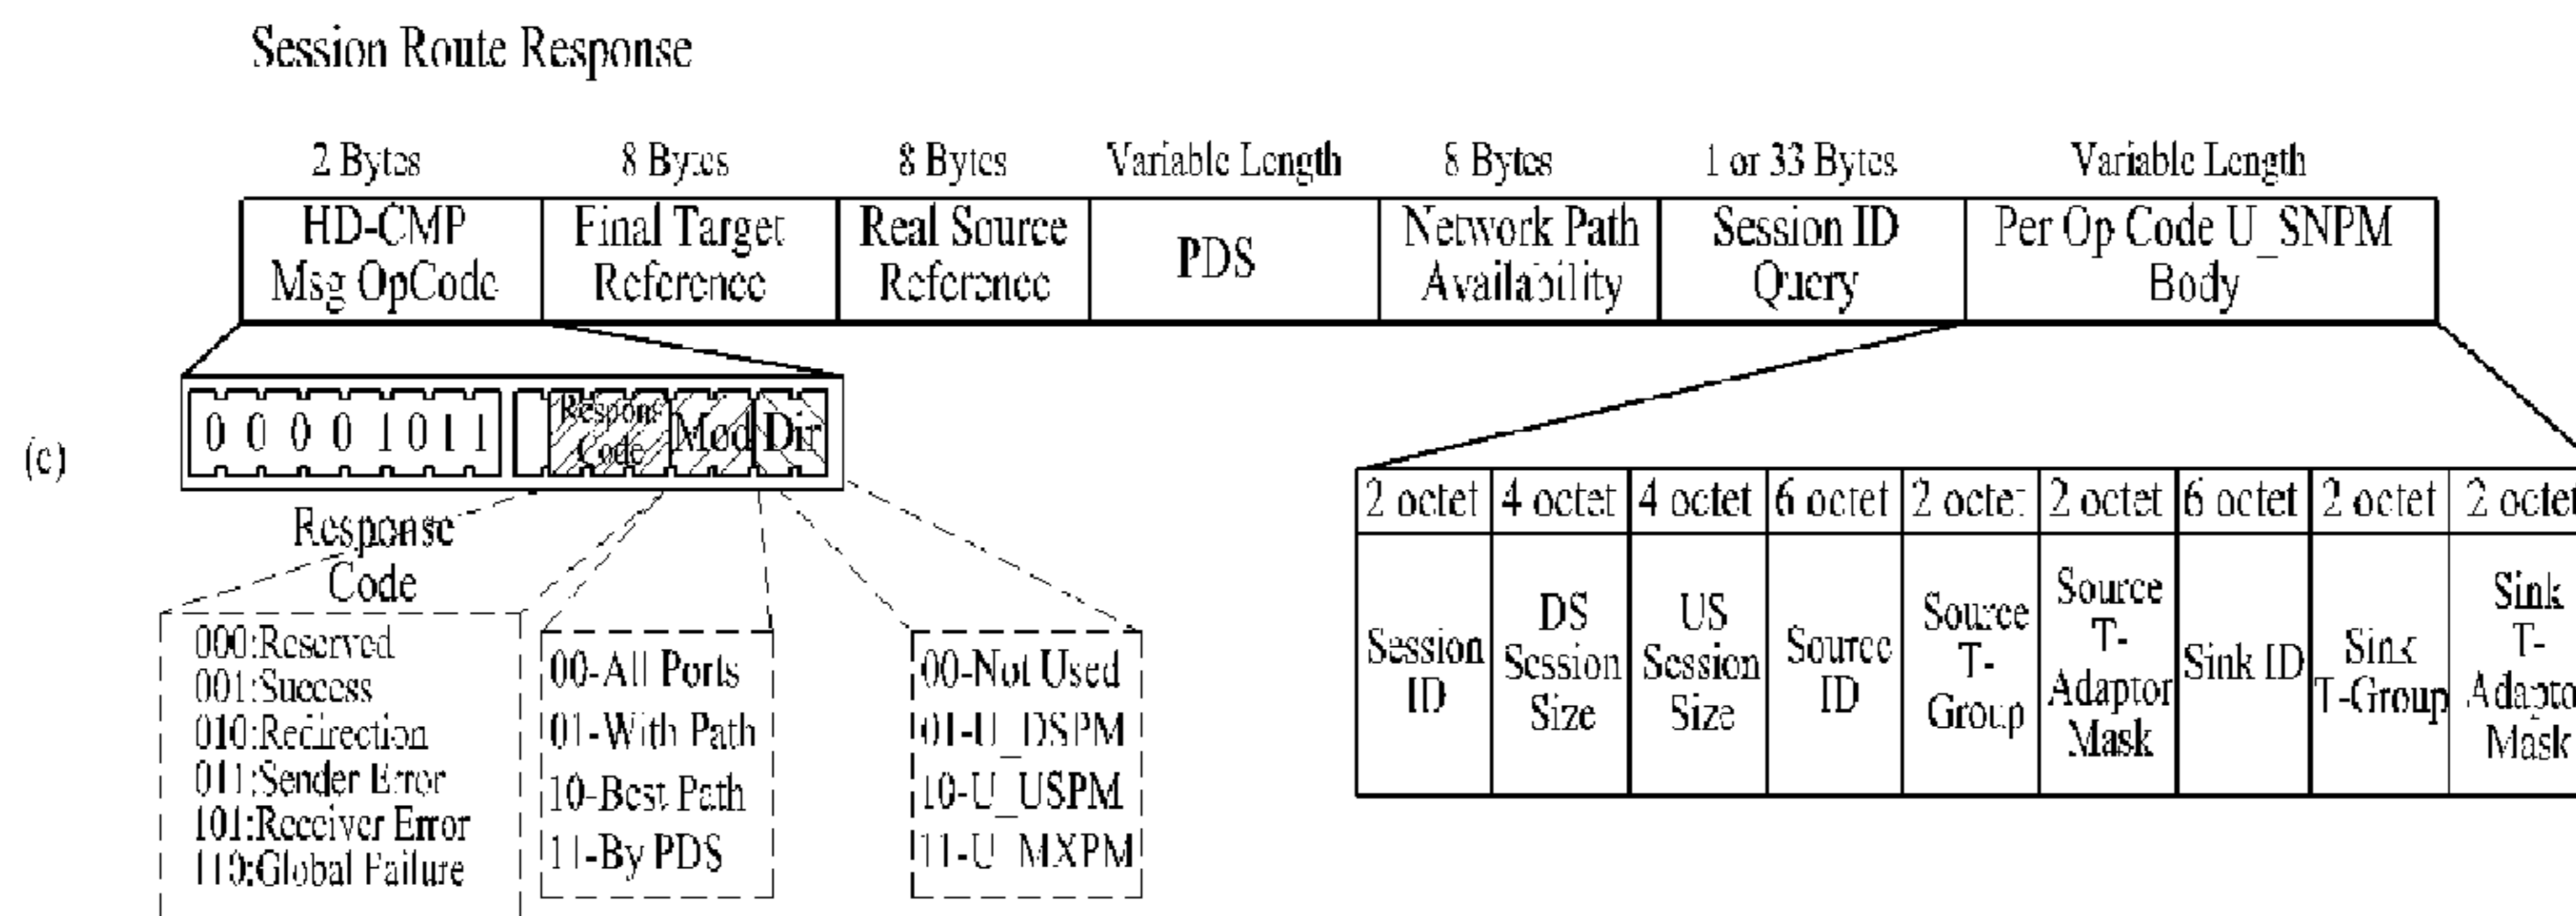 Session Route Response
2 Bytes
8 Bytes
8 Bytes
Variable Length
8 Bytes
1 or 33 Bytes
Variable Length
HD-CMP
Msg OpCode
Final Target
Reference
Real Source
Reference
PDS
Network Path
Availability
Session ID
Query
Per Op Code U_SNPM
Body
(c)
0 0 0 0 1 0 1 1
Code
Mod
Dir
Response
Code
000:Reserved
001:Success
010:Redirection
011:Sender Error
101:Receiver Error
110:Global Failure
00-All Ports
01-With Path
10-Best Path
11-By PDS
00-Not Used
01-U_DSPM
10-U_USPM
11-U_MXPM
2 octet
4 octet
4 octet
6 octet
2 octet
2 octet
6 octet
2 octet
2 octet
Session
ID
DS
Session
Size
US
Session
Size
Source
ID
Source
T-
Group
Source
T-
Adaptor
Mask
Sink ID
Sink
T-Group
Sink
T-
Adapto
Mask